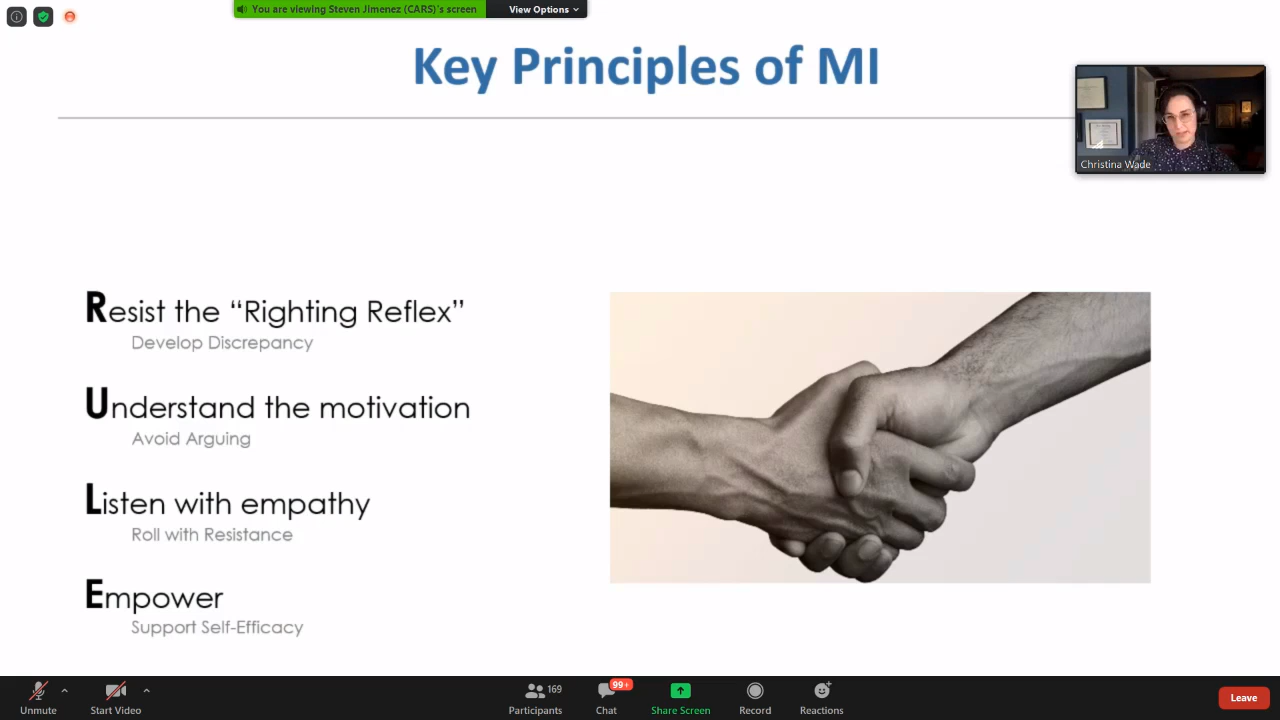 You are viewing Steven Jimenez (CARS)'s screen
View Options
Key Principles of MI
Christina Wade
Resist the “Righting Reflex”
Develop Discrepancy
Understand the motivation
Avoid Arguing
Listen with empathy
Roll with Resistance
Empower
Support Self-Efficacy
Unmute
Start Video
169
Participants
99+
Chat
Share Screen
Record
Reactions
Leave